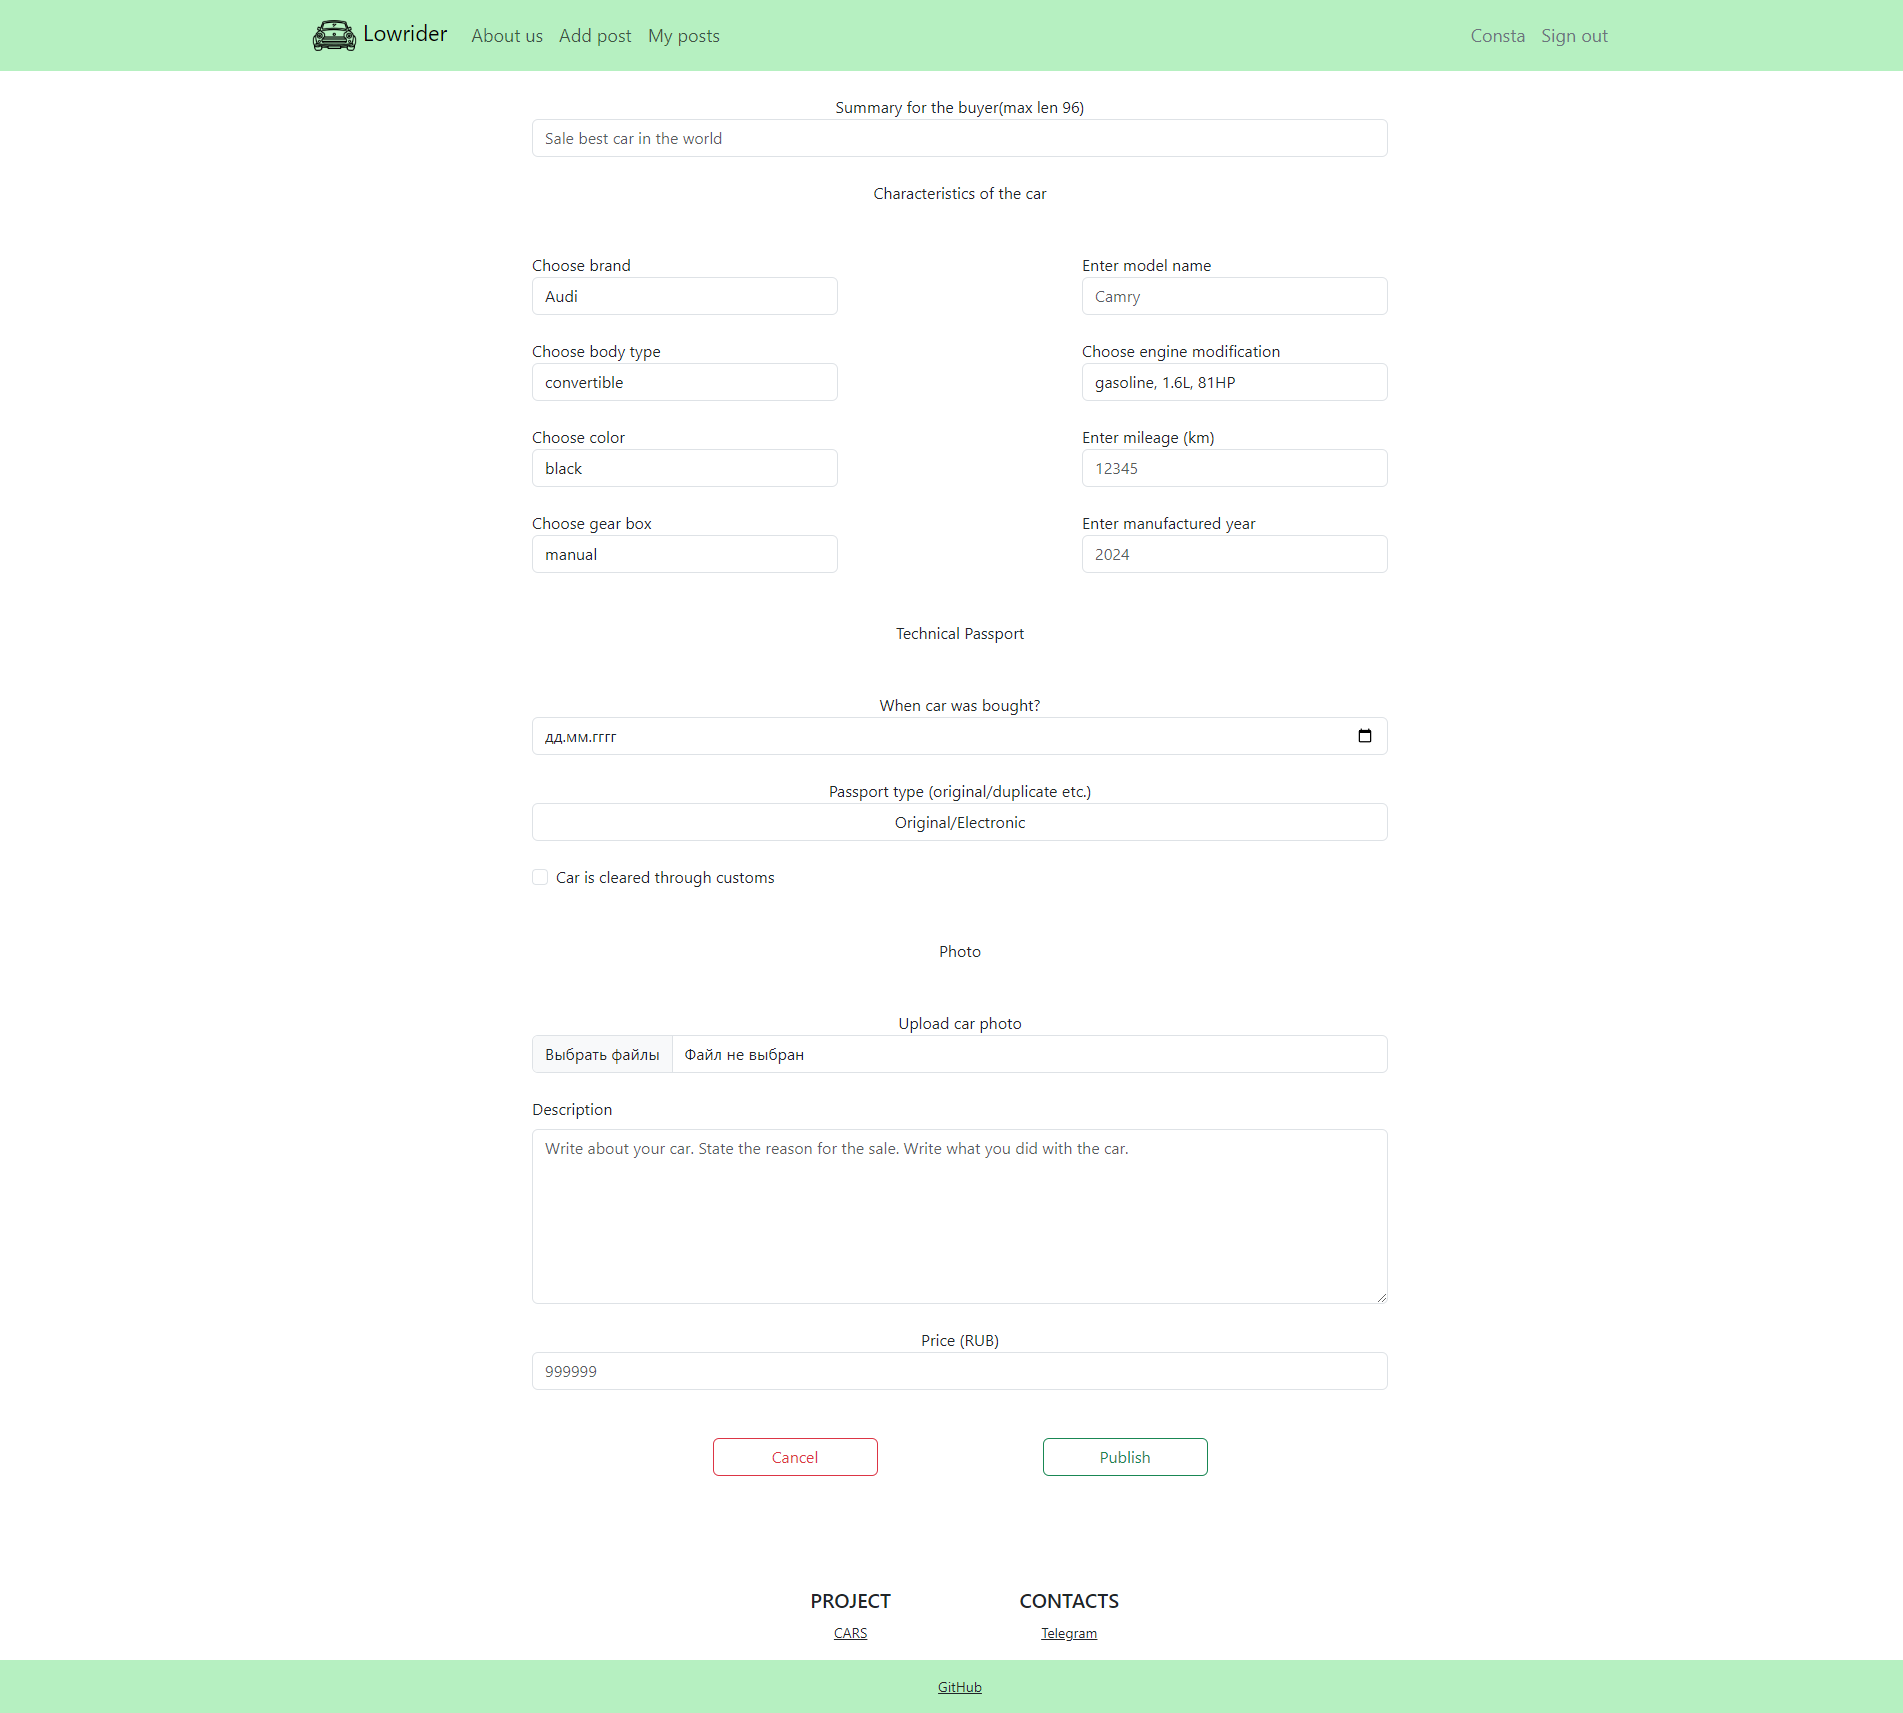 Lowrider About us Add post My posts Consta Sign out
Summary for the buyer(max len 96)
Sale best car in the world
Characteristics of the car
Choose brand Enter model name
Audi Camry
Choose body type Choose engine modification
convertible gasoline, 1.6L, 81HP
Choose color Enter mileage (km)
black 12345
Choose gear box Enter manufactured year
manual 2024
Technical Passport
When car was bought?
дд.мм.гггг
Passport type (original/duplicate etc.)
Original/Electronic
Car is cleared through customs
Photo
Upload car photo
Выбрать файлы Файл не выбран
Description
Write about your car. State the reason for the sale. Write what you did with the car.
Price (RUB)
999999
Cancel Publish
PROJECT CONTACTS
CARS Telegram
GitHub